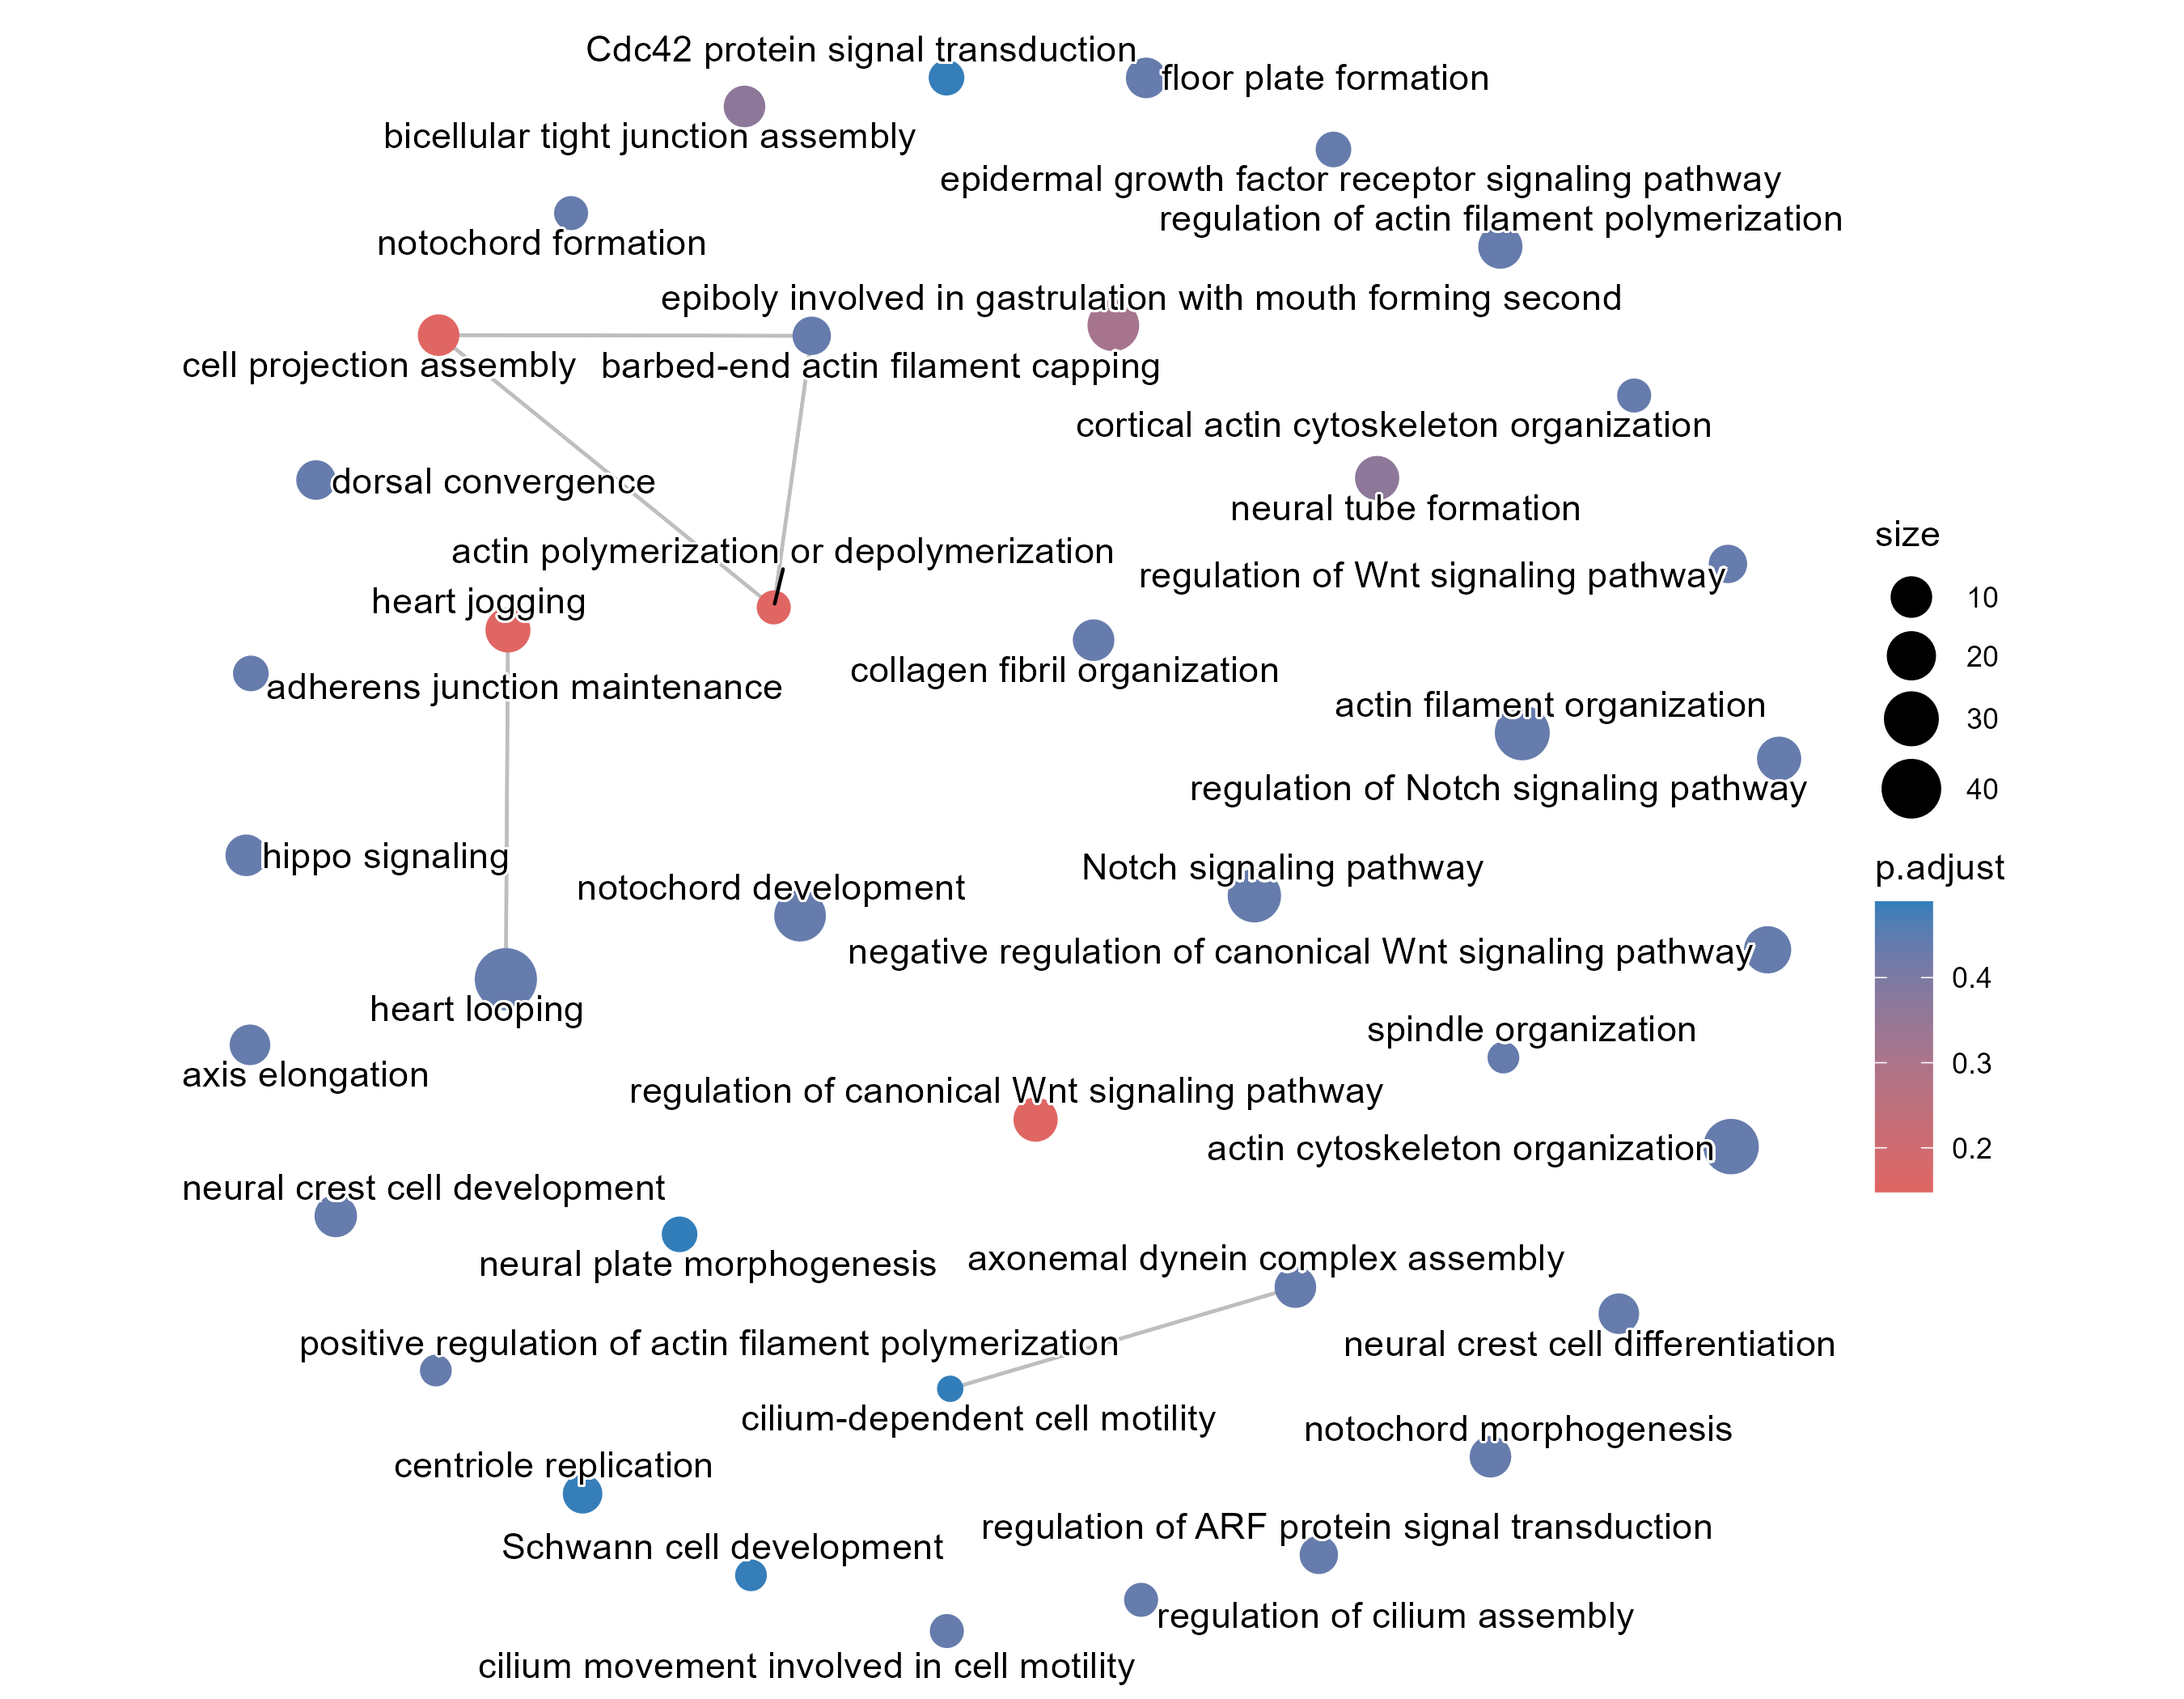 Cdc42 protein signal transduction
floor plate formation
bicellular tight junction assembly
epidermal growth factor receptor signaling pathway
regulation of actin filament polymerization
notochord formation
epiboly involved in gastrulation with mouth forming second
cell projection assembly
barbed-end actin filament capping
cortical actin cytoskeleton organization
dorsal convergence
neural tube formation
actin polymerization or depolymerization
regulation of Wnt signaling pathway
heart jogging
adherens junction maintenance
collagen fibril organization
actin filament organization
regulation of Notch signaling pathway
hippo signaling
notochord development
Notch signaling pathway
negative regulation of canonical Wnt signaling pathway
heart looping
spindle organization
axis elongation
regulation of canonical Wnt signaling pathway
actin cytoskeleton organization
neural crest cell development
neural plate morphogenesis
axonemal dynein complex assembly
positive regulation of actin filament polymerization
neural crest cell differentiation
cilium-dependent cell motility
notochord morphogenesis
centriole replication
regulation of ARF protein signal transduction
Schwann cell development
regulation of cilium assembly
cilium movement involved in cell motility
size
10
20
30
40
p.adjust
0.4
0.3
0.2